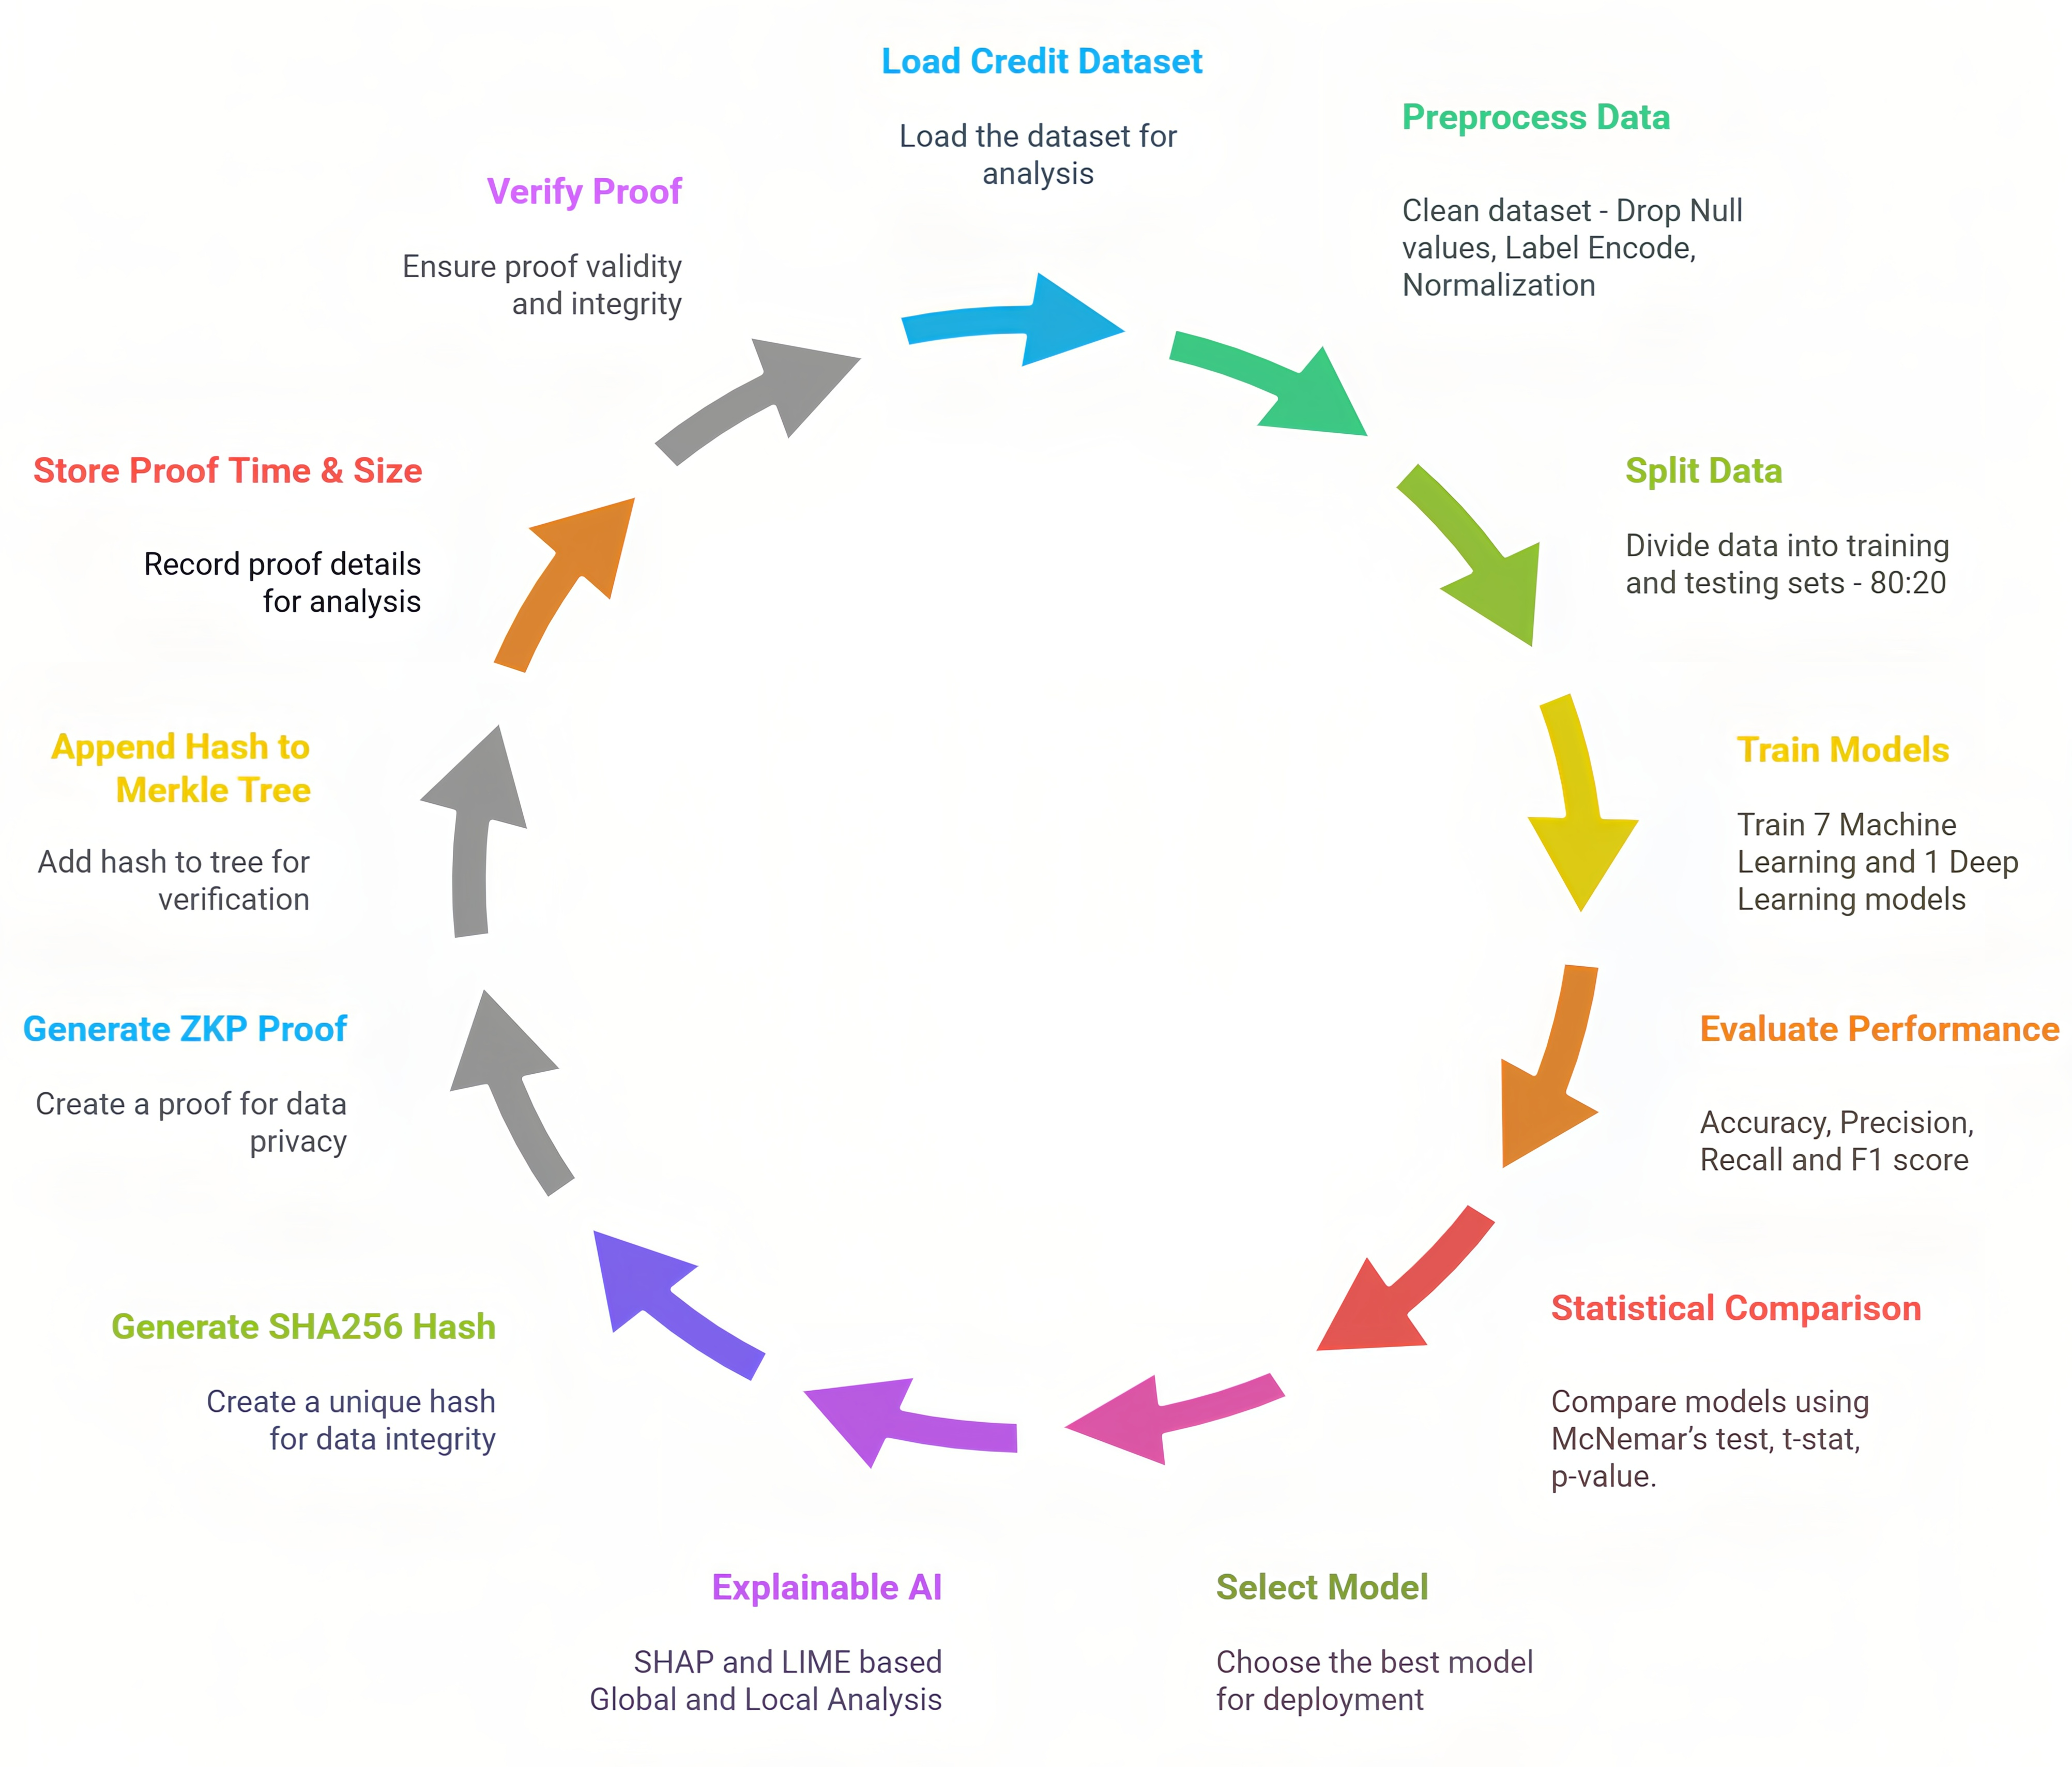 Load Credit Dataset
Load the dataset for
analysis
Preprocess Data
Clean dataset - Drop Null
values, Label Encode,
Normalization
Split Data
Divide data into training
and testing sets - 80:20
Train Models
Train 7 Machine
Learning and 1 Deep
Learning models
Evaluate Performance
Accuracy, Precision,
Recall and F1 score
Statistical Comparison
Compare models using
McNemar’s test, t-stat,
p-value.
Select Model
Choose the best model
for deployment
Explainable AI
SHAP and LIME based
Global and Local Analysis
Generate SHA256 Hash
Create a unique hash
for data integrity
Generate ZKP Proof
Create a proof for data
privacy
Append Hash to
Merkle Tree
Add hash to tree for
verification
Store Proof Time & Size
Record proof details
for analysis
Verify Proof
Ensure proof validity
and integrity